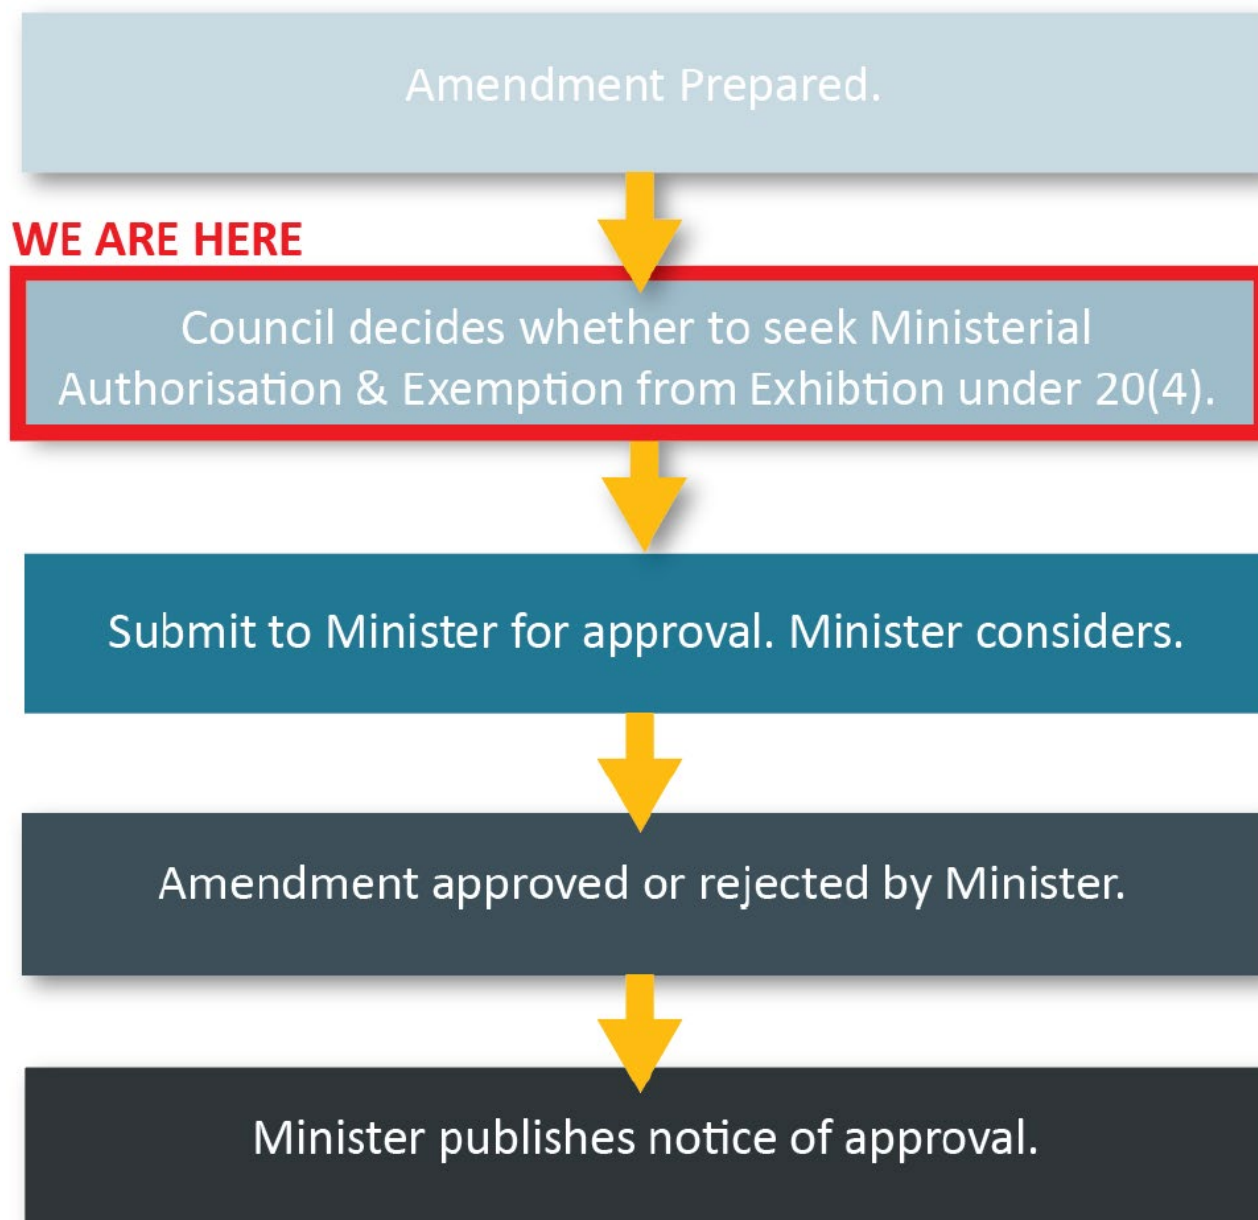 Amendment Prepared.
WE ARE HERE
Council decides whether to seek Ministerial
Authorisation & Exemption from Exhibtion under 20(4).
Submit to Minister for approval. Minister considers.
Amendment approved or rejected by Minister.
Minister publishes notice of approval.